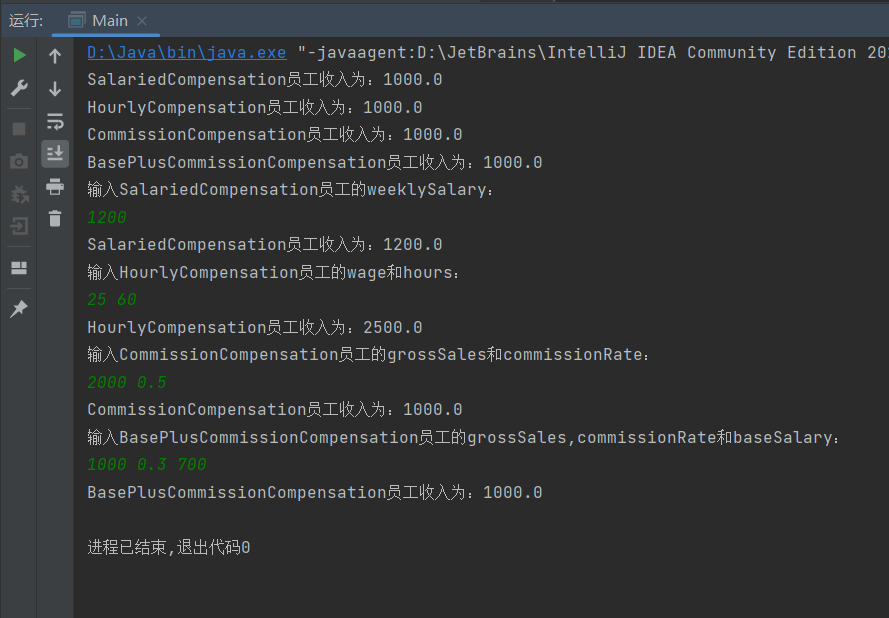 运行: Main
D:\Java\bin\java.exe "-javaagent:D:\JetBrains\IntelliJ IDEA Community Edition 20
SalariedCompensation员工收入为：1000.0
HourlyCompensation员工收入为：1000.0
CommissionCompensation员工收入为：1000.0
BasePlusCommissionCompensation员工收入为：1000.0
输入SalariedCompensation员工的weeklySalary：
1200
SalariedCompensation员工收入为：1200.0
输入HourlyCompensation员工的wage和hours：
25 60
HourlyCompensation员工收入为：2500.0
输入CommissionCompensation员工的grossSales和commissionRate：
2000 0.5
CommissionCompensation员工收入为：1000.0
输入BasePlusCommissionCompensation员工的grossSales,commissionRate和baseSalary：
1000 0.3 700
BasePlusCommissionCompensation员工收入为：1000.0
进程已结束,退出代码0